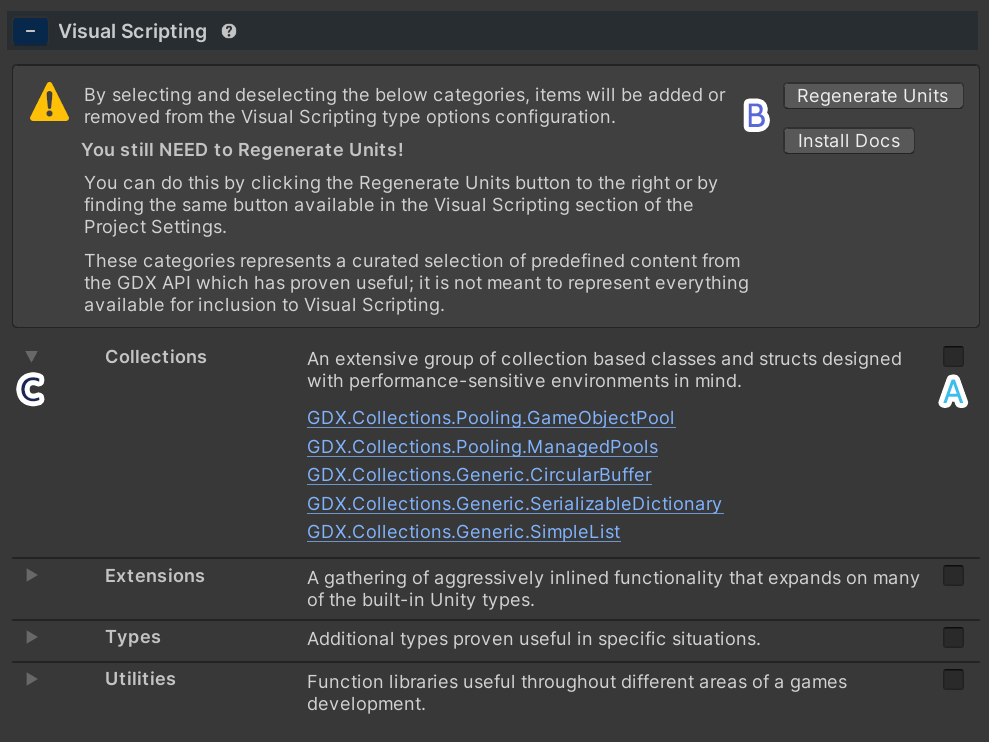 Visual Scripting ?
By selecting and deselecting the below categories, items will be added or
removed from the Visual Scripting type options configuration.
You still NEED to Regenerate Units!
You can do this by clicking the Regenerate Units button to the right or by
finding the same button available in the Visual Scripting section of the
Project Settings.
These categories represents a curated selection of predefined content from
the GDX API which has proven useful; it is not meant to represent everything
available for inclusion to Visual Scripting.
B
Regenerate Units
Install Docs
C
Collections
An extensive group of collection based classes and structs designed
with performance-sensitive environments in mind.
A
GDX.Collections.Pooling.GameObjectPool
GDX.Collections.Pooling.ManagedPools
GDX.Collections.Generic.CircularBuffer
GDX.Collections.Generic.SerializableDictionary
GDX.Collections.Generic.SimpleList
Extensions
A gathering of aggressively inlined functionality that expands on many
of the built-in Unity types.
Types
Additional types proven useful in specific situations.
Utilities
Function libraries useful throughout different areas of a games
development.